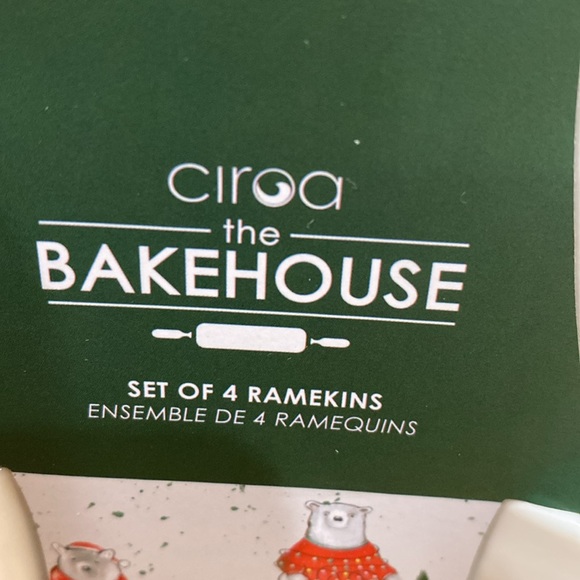 ciroa
the
BAKEHOUSE
SET OF 4 RAMEKINS
ENSEMBLE DE 4 RAMEQUINS